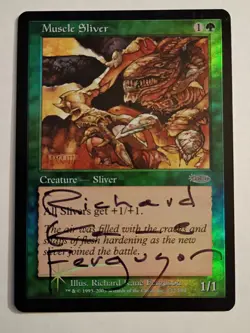 Muscle Sliver 1
Creature — Sliver
Richard
All Slivers get +1/+1.
Kane
The air was filled with the cracks and
snaps of flesh hardening as the new
sliver joined the battle.
Ferguson
Illus. Richard Kane Ferguson
1/1